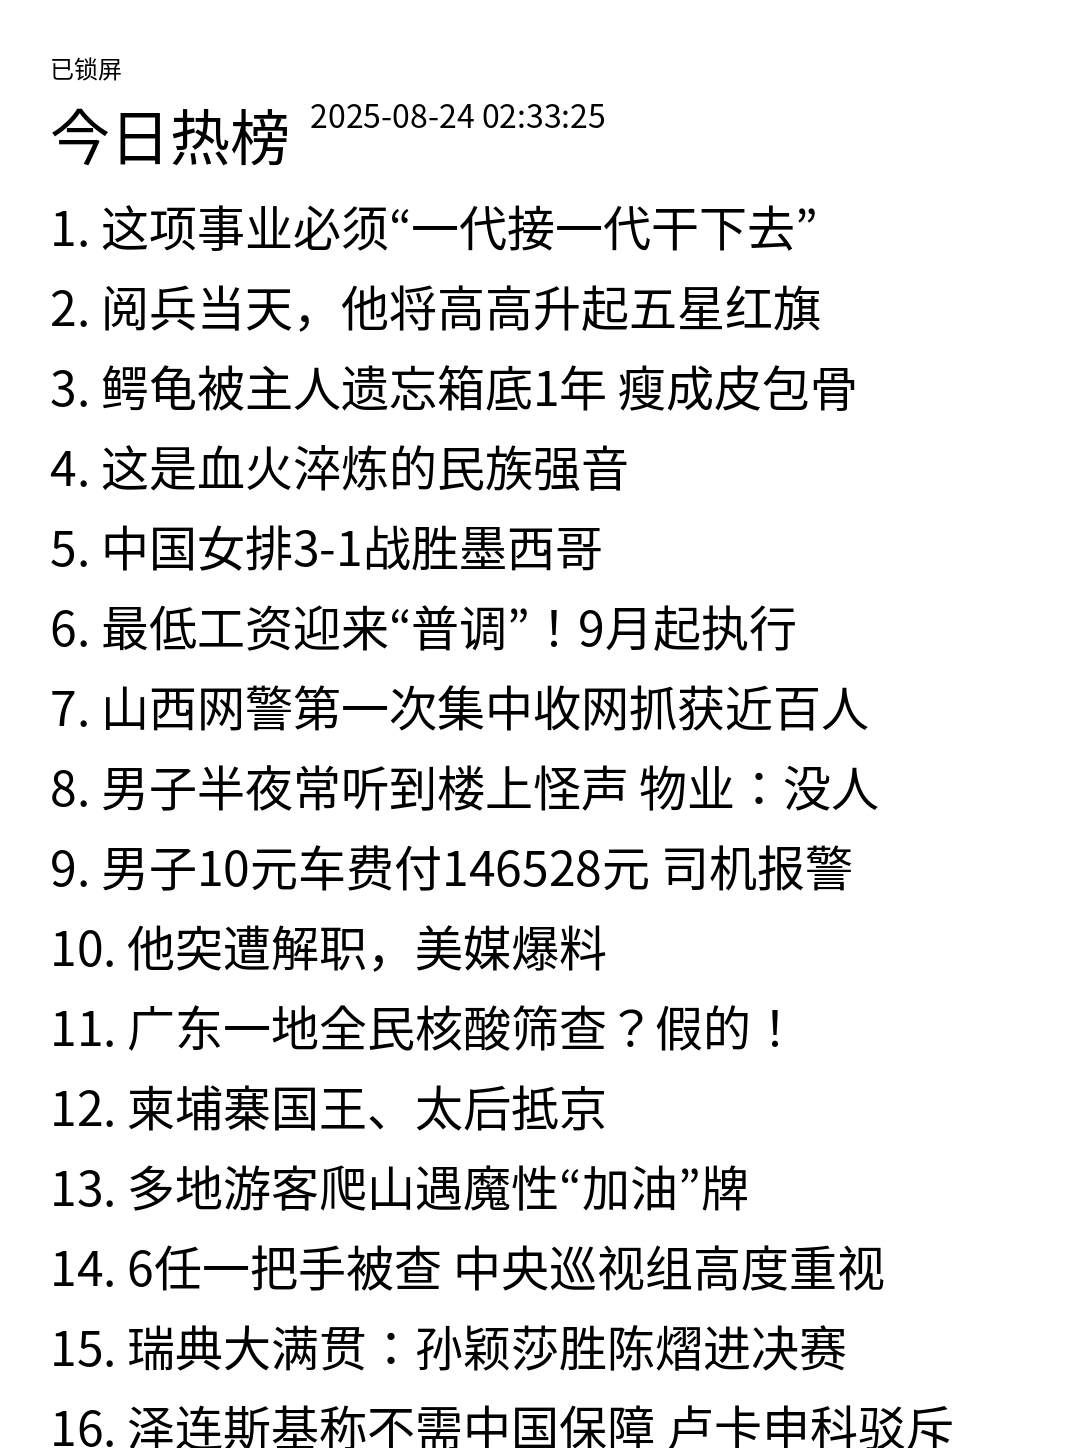 已锁屏
今日热榜 2025-08-24 02:33:25
1. 这项事业必须“一代接一代干下去”
2. 阅兵当天，他将高高升起五星红旗
3. 鳄龟被主人遗忘箱底1年 瘦成皮包骨
4. 这是血火淬炼的民族强音
5. 中国女排3-1战胜墨西哥
6. 最低工资迎来“普调”！9月起执行
7. 山西网警第一次集中收网抓获近百人
8. 男子半夜常听到楼上怪声 物业：没人
9. 男子10元车费付146528元 司机报警
10. 他突遭解职，美媒爆料
11. 广东一地全民核酸筛查？假的！
12. 柬埔寨国王、太后抵京
13. 多地游客爬山遇魔性“加油”牌
14. 6任一把手被查 中央巡视组高度重视
15. 瑞典大满贯：孙颖莎胜陈熠进决赛
16. 泽连斯基称不需中国保障 卢卡申科驳斥